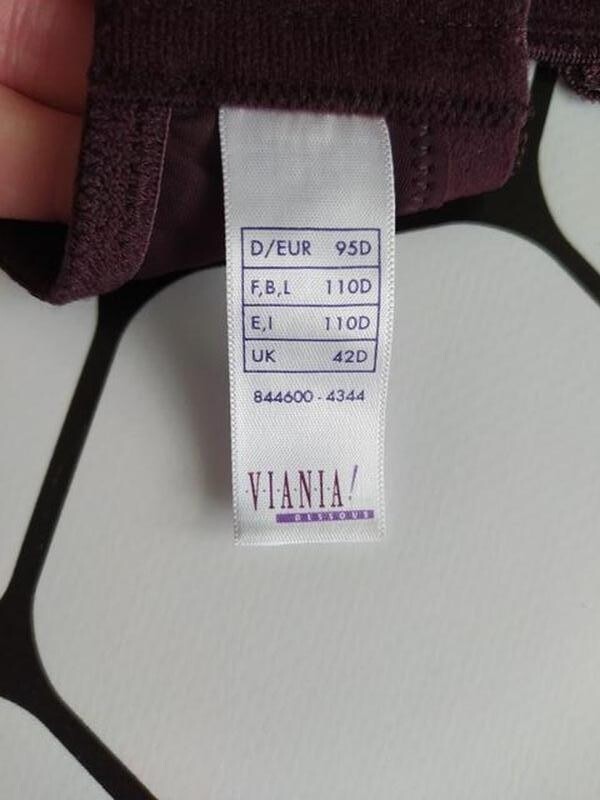 D/EUR 95D
F,B,L 110D
E,I 110D
UK 42D
844600 - 4344
VIANIA!
DESSOUS